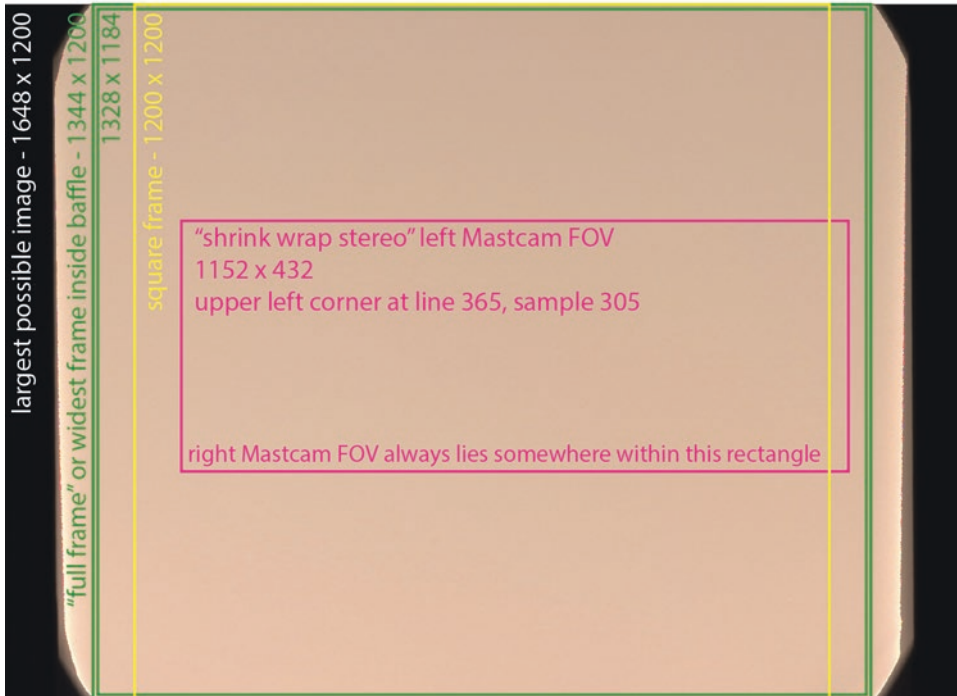 largest possible image - 1648 x 1200
"full frame" or widest frame inside baffle - 1344 x 1200
1328 x 1184
square frame - 1200 x 1200
"shrink wrap stereo" left Mastcam FOV
1152 x 432
upper left corner at line 365, sample 305
right Mastcam FOV always lies somewhere within this rectangle